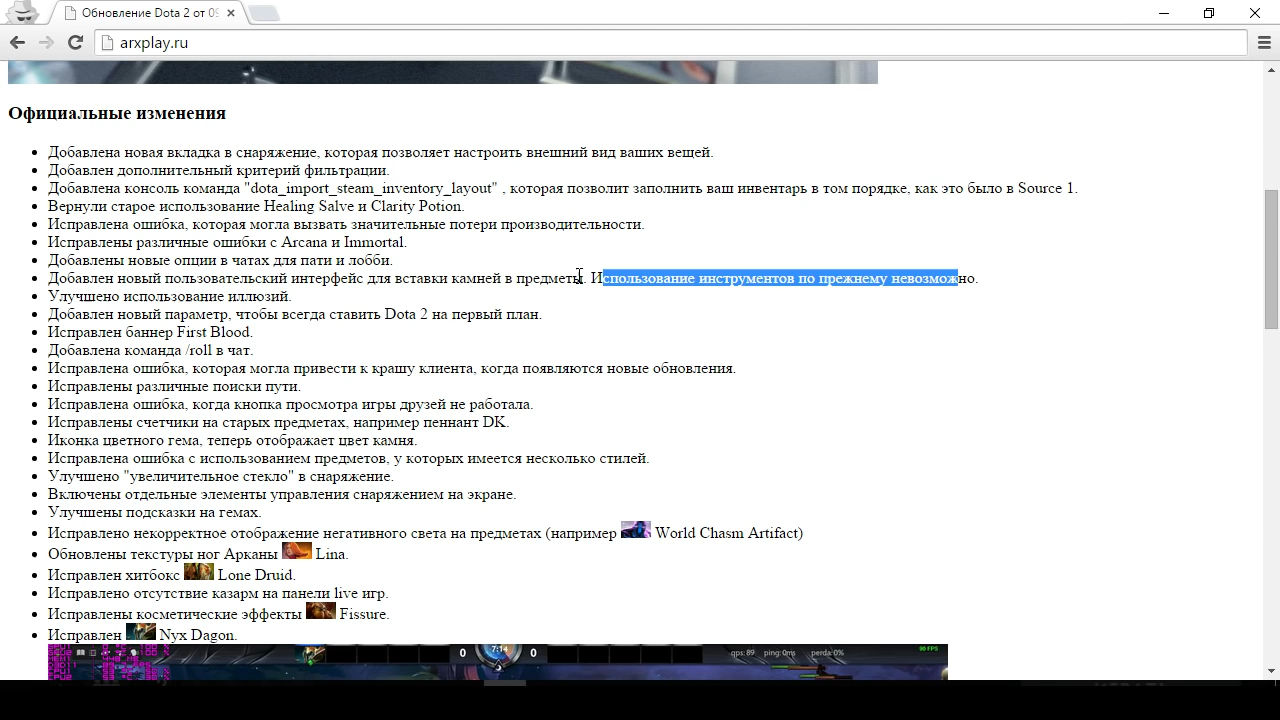 Обновление Dota 2 от 09
arxplay.ru
Официальные изменения
Добавлена новая вкладка в снаряжение, которая позволяет настроить внешний вид ваших вещей.
Добавлен дополнительный критерий фильтрации.
Добавлена консоль команда "dota_import_steam_inventory_layout" , которая позволит заполнить ваш инвентарь в том порядке, как это было в Source 1.
Вернули старое использование Healing Salve и Clarity Potion.
Исправлена ошибка, которая могла вызвать значительные потери производительности.
Исправлены различные ошибки с Arcana и Immortal.
Добавлены новые опции в чатах для пати и лобби.
Добавлен новый пользовательский интерфейс для вставки камней в предметы. Использование инструментов по прежнему невозможно.
Улучшено использование иллюзий.
Добавлен новый параметр, чтобы всегда ставить Dota 2 на первый план.
Исправлен баннер First Blood.
Добавлена команда /roll в чат.
Исправлена ошибка, которая могла привести к крашу клиента, когда появляются новые обновления.
Исправлены различные поиски пути.
Исправлена ошибка, когда кнопка просмотра игры друзей не работала.
Исправлены счетчики на старых предметах, например пеннант DK.
Иконка цветного гема, теперь отображает цвет камня.
Исправлена ошибка с использованием предметов, у которых имеется несколько стилей.
Улучшено "увеличительное стекло" в снаряжение.
Включены отдельные элементы управления снаряжением на экране.
Улучшены подсказки на гемах.
Исправлено некорректное отображение негативного света на предметах (например World Chasm Artifact)
Обновлены текстуры ног Арканы Lina.
Исправлен хитбокс Lone Druid.
Исправлено отсутствие казарм на панели live игр.
Исправлены косметические эффекты Fissure.
Исправлен Nyx Dagon.
0 7:14 0